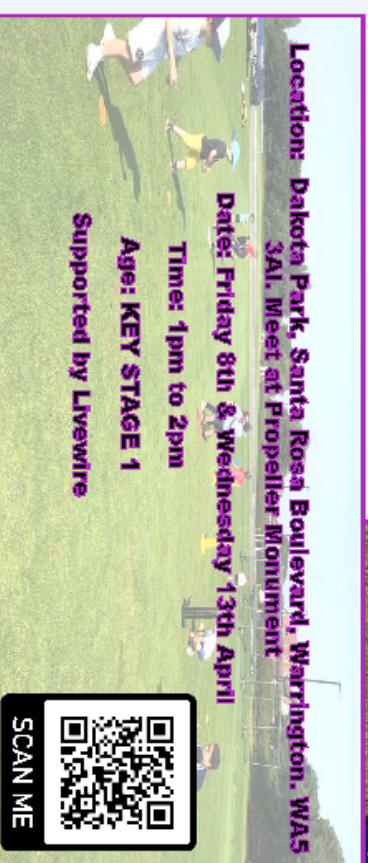 Location: Dakota Park, Santa Rosa Boulevard, Warrington. WA5
3AI. Meet at Propeller Monument
Date: Friday 8th & Wednesday 13th April
Time: 1pm to 2pm
Age: KEY STAGE 1
Supported by Livewire
SCAN ME